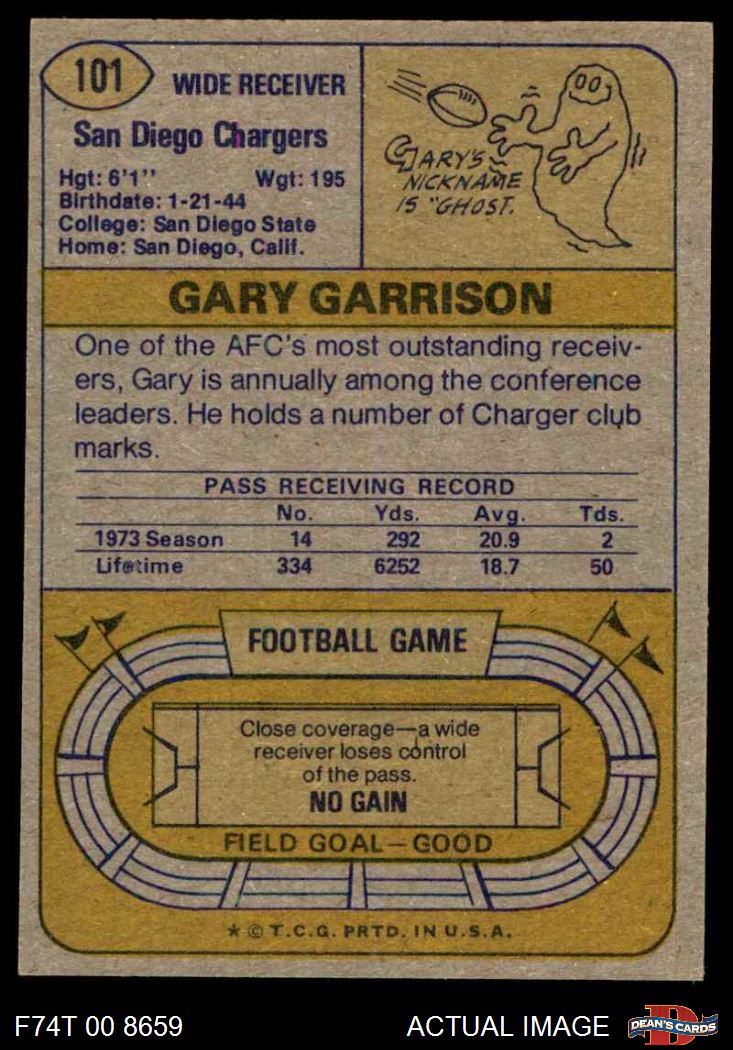 101
WIDE RECEIVER
San Diego Chargers
Hgt: 6'1'' Wgt: 195
Birthdate: 1-21-44
College: San Diego State
Home: San Diego, Calif.
GARY'S
NICKNAME
IS "GHOST.
GARY GARRISON
One of the AFC's most outstanding receiv-
ers, Gary is annually among the conference
leaders. He holds a number of Charger club
marks.
PASS RECEIVING RECORD
No. Yds. Avg. Tds.
1973 Season 14 292 20.9 2
Lifetime 334 6252 18.7 50
FOOTBALL GAME
Close coverage—a wide
receiver loses control
of the pass.
NO GAIN
FIELD GOAL—GOOD
★ © T.C.G. PRTD. IN U.S.A.
F74T 00 8659 ACTUAL IMAGE
D
DEAN'S CARDS